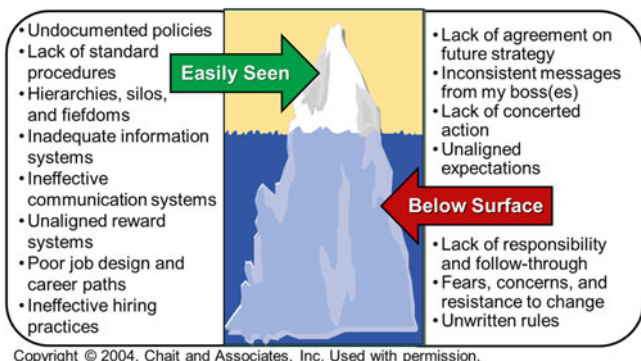 • Undocumented policies
• Lack of standard
procedures
• Hierarchies, silos,
and fiefdoms
• Inadequate information
systems
• Ineffective
communication systems
• Unaligned reward
systems
• Poor job design and
career paths
• Ineffective hiring
practices
Easily Seen
• Lack of agreement on
future strategy
• Inconsistent messages
from my boss(es)
• Lack of concerted
action
• Unaligned
expectations
Below Surface
• Lack of responsibility
and follow-through
• Fears, concerns, and
resistance to change
• Unwritten rules
Copyright © 2004, Chait and Associates, Inc. Used with permission.